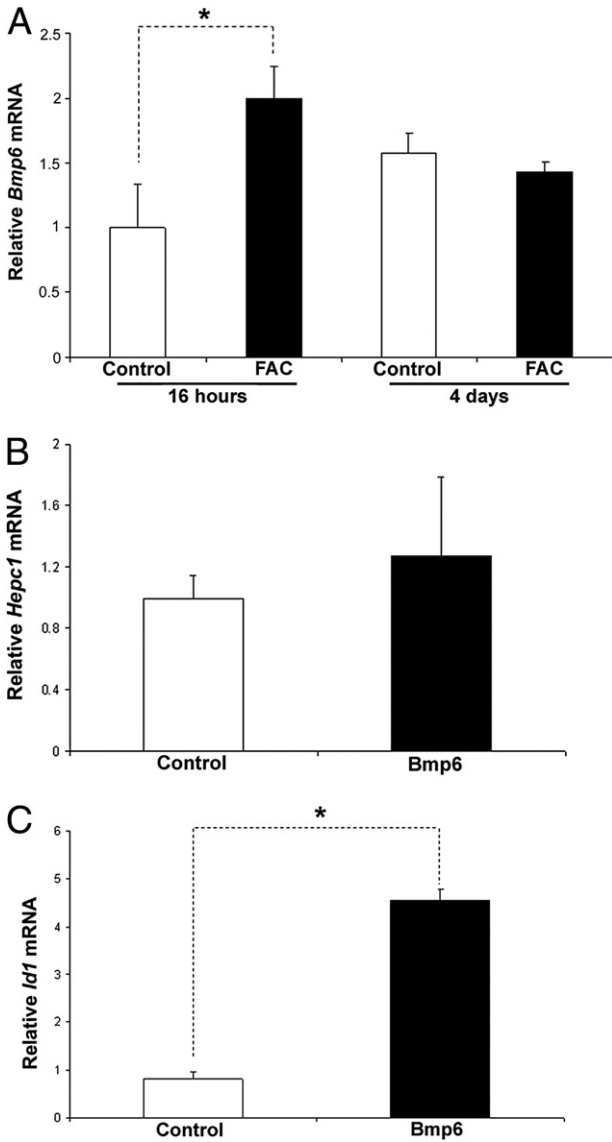 A
*
Relative Bmp6 mRNA
2.5
2
1.5
1
0.5
0
Control FAC Control FAC
16 hours 4 days
B
Relative Hepc1 mRNA
2
1.6
1.2
0.8
0.4
0
Control Bmp6
C
*
Relative Id1 mRNA
6
5
4
3
2
1
0
Control Bmp6